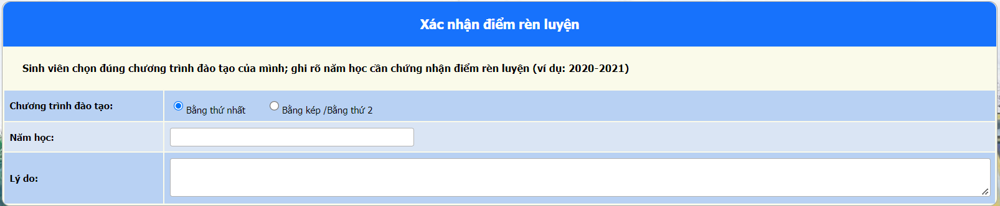 Xác nhận điểm rèn luyện
Sinh viên chọn đúng chương trình đào tạo của mình; ghi rõ năm học cần chứng nhận điểm rèn luyện (ví dụ: 2020-2021)
Chương trình đào tạo:
Bằng thứ nhất Bằng kép /Bằng thứ 2
Năm học:
Lý do: